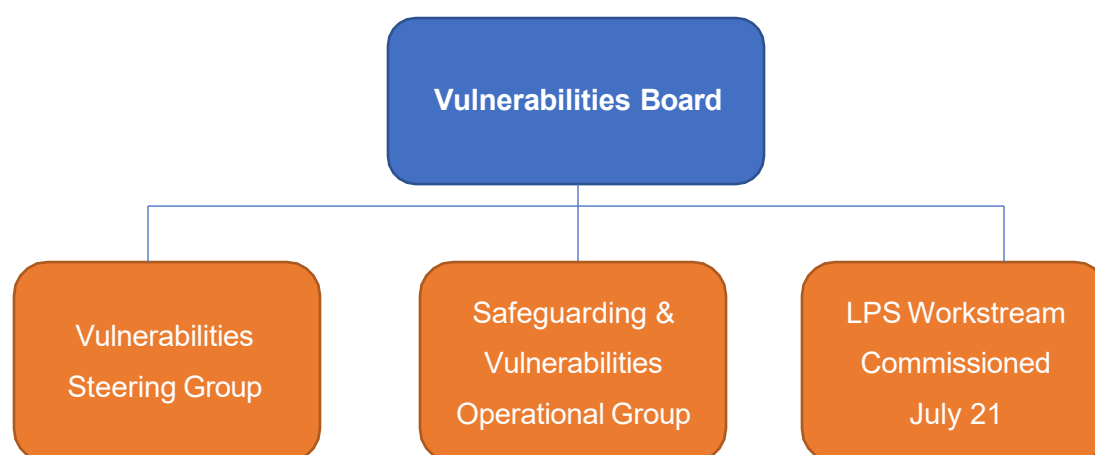 Vulnerabilities Board
Vulnerabilities
Steering Group
Safeguarding &
Vulnerabilities
Operational Group
LPS Workstream
Commissioned
July 21